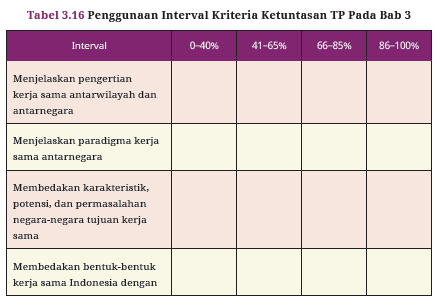 Tabel 3.16 Penggunaan Interval Kriteria Ketuntasan TP Pada Bab 3
Interval 0–40% 41–65% 66–85% 86–100%
Menjelaskan pengertian
kerja sama antarwilayah dan
antarnegara
Menjelaskan paradigma kerja
sama antarnegara
Membedakan karakteristik,
potensi, dan permasalahan
negara-negara tujuan kerja
sama
Membedakan bentuk-bentuk
kerja sama Indonesia dengan